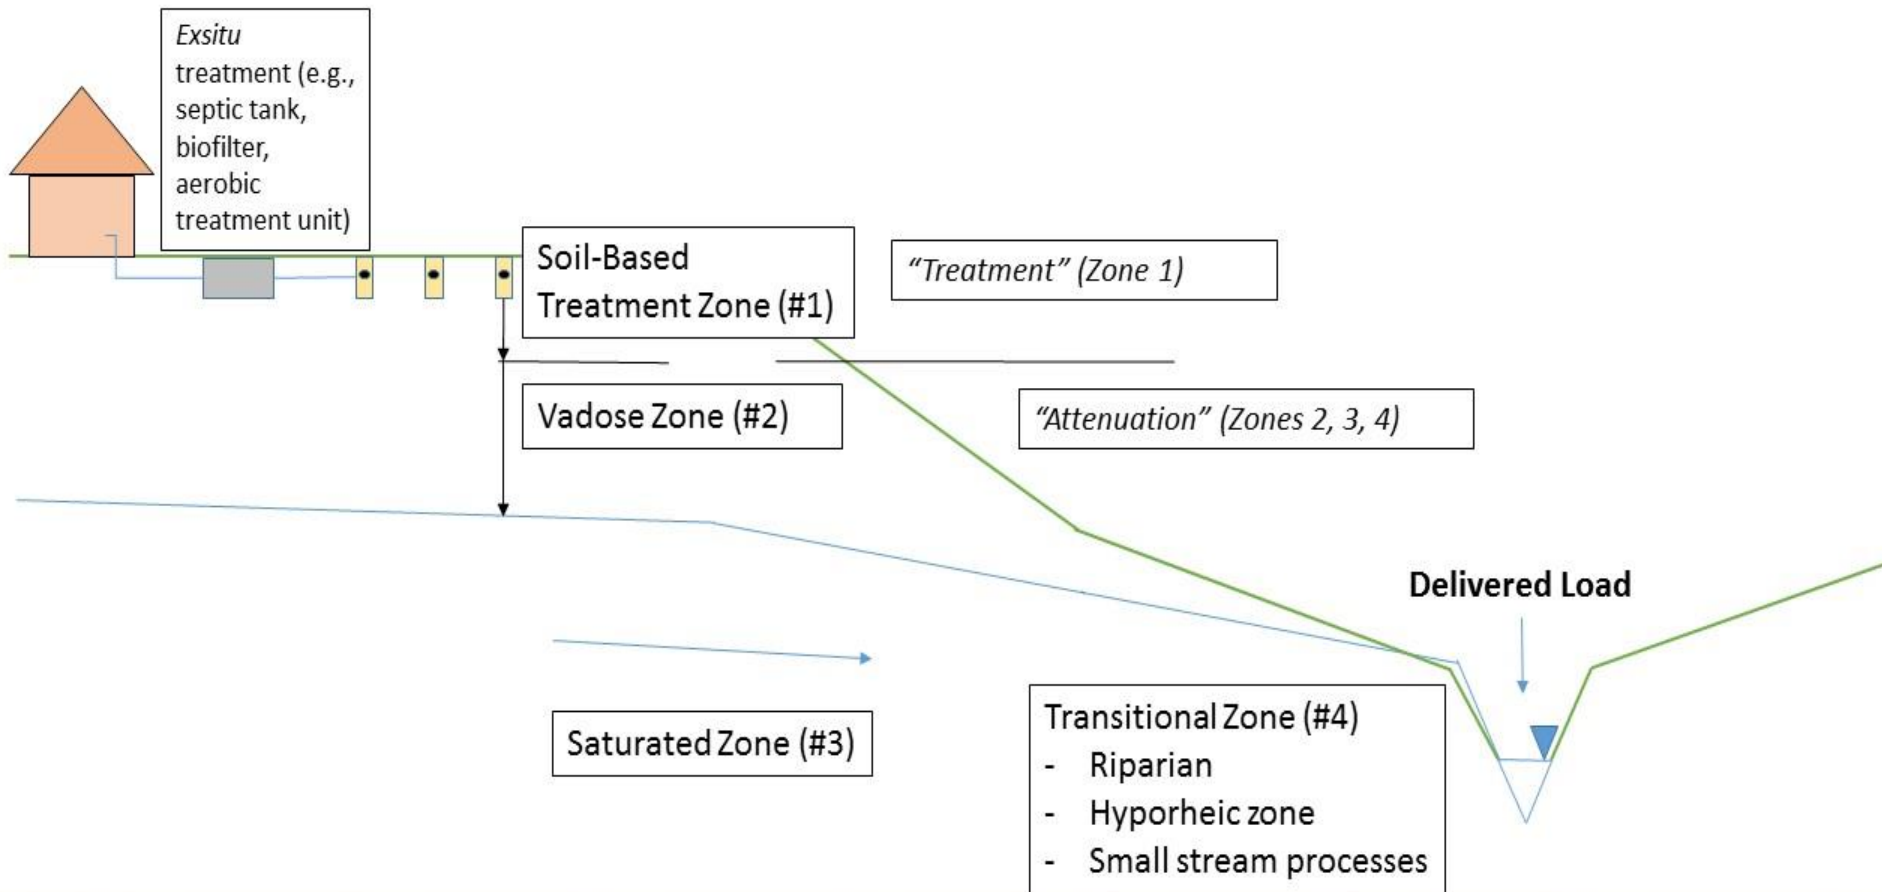 Exsitu
treatment (e.g.,
septic tank,
biofilter,
aerobic
treatment unit)
Soil-Based
Treatment Zone (#1)
“Treatment” (Zone 1)
Vadose Zone (#2)
“Attenuation” (Zones 2, 3, 4)
Delivered Load
Saturated Zone (#3)
Transitional Zone (#4)
- Riparian
- Hyporheic zone
- Small stream processes